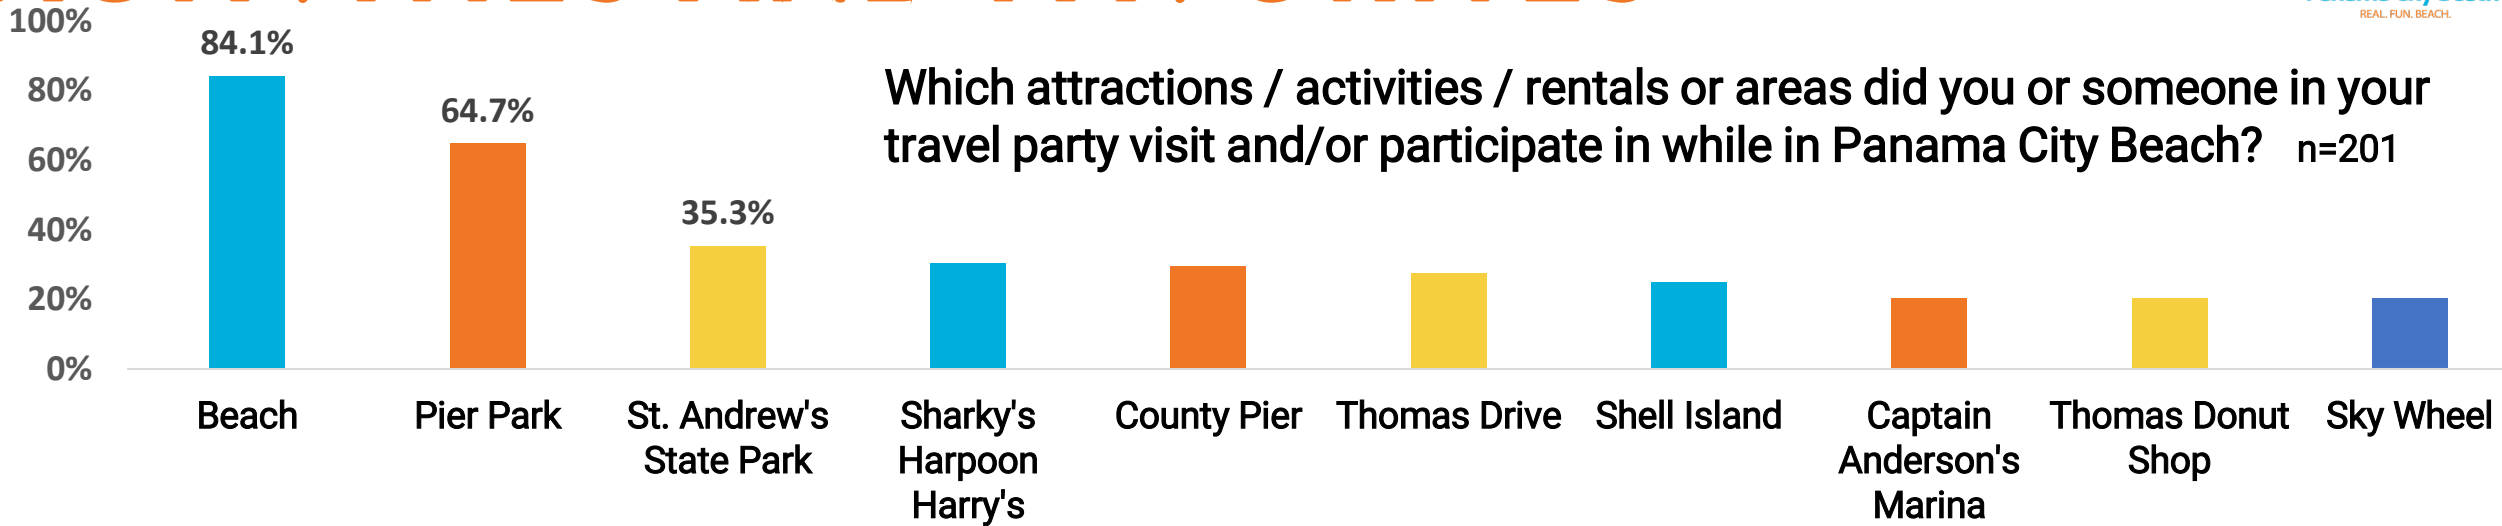 REAL. FUN. BEACH.
100%
80%
60%
40%
20%
0%
84.1%
64.7%
35.3%
Which attractions / activities / rentals or areas did you or someone in your
travel party visit and/or participate in while in Panama City Beach? n=201
Beach
Pier Park
St. Andrew's
State Park
Sharky's
Harpoon
Harry's
County Pier
Thomas Drive
Shell Island
Captain
Anderson's
Marina
Thomas Donut
Shop
Sky Wheel